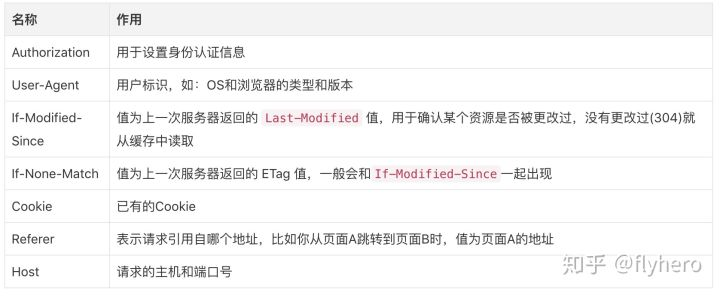 名称 作用
Authorization 用于设置身份认证信息
User-Agent 用户标识，如：OS和浏览器的类型和版本
If-Modified-Since 值为上一次服务器返回的 Last-Modified 值，用于确认某个资源是否被更改过，没有更改过(304)就
从缓存中读取
If-None-Match 值为上一次服务器返回的 ETag 值，一般会和If-Modified-Since一起出现
Cookie 已有的Cookie
Referer 表示请求引用自哪个地址，比如你从页面A跳转到页面B时，值为页面A的地址
Host 请求的主机和端口号
知乎 @flyhero